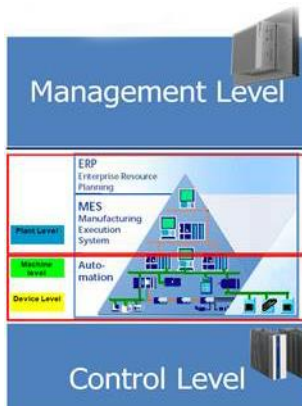 Management Level
ERP
Enterprise Resource
Planning
MES
Manufacturing
Execution
System
Plant Level
Machine
level
Auto-
mation
Device Level
Control Level